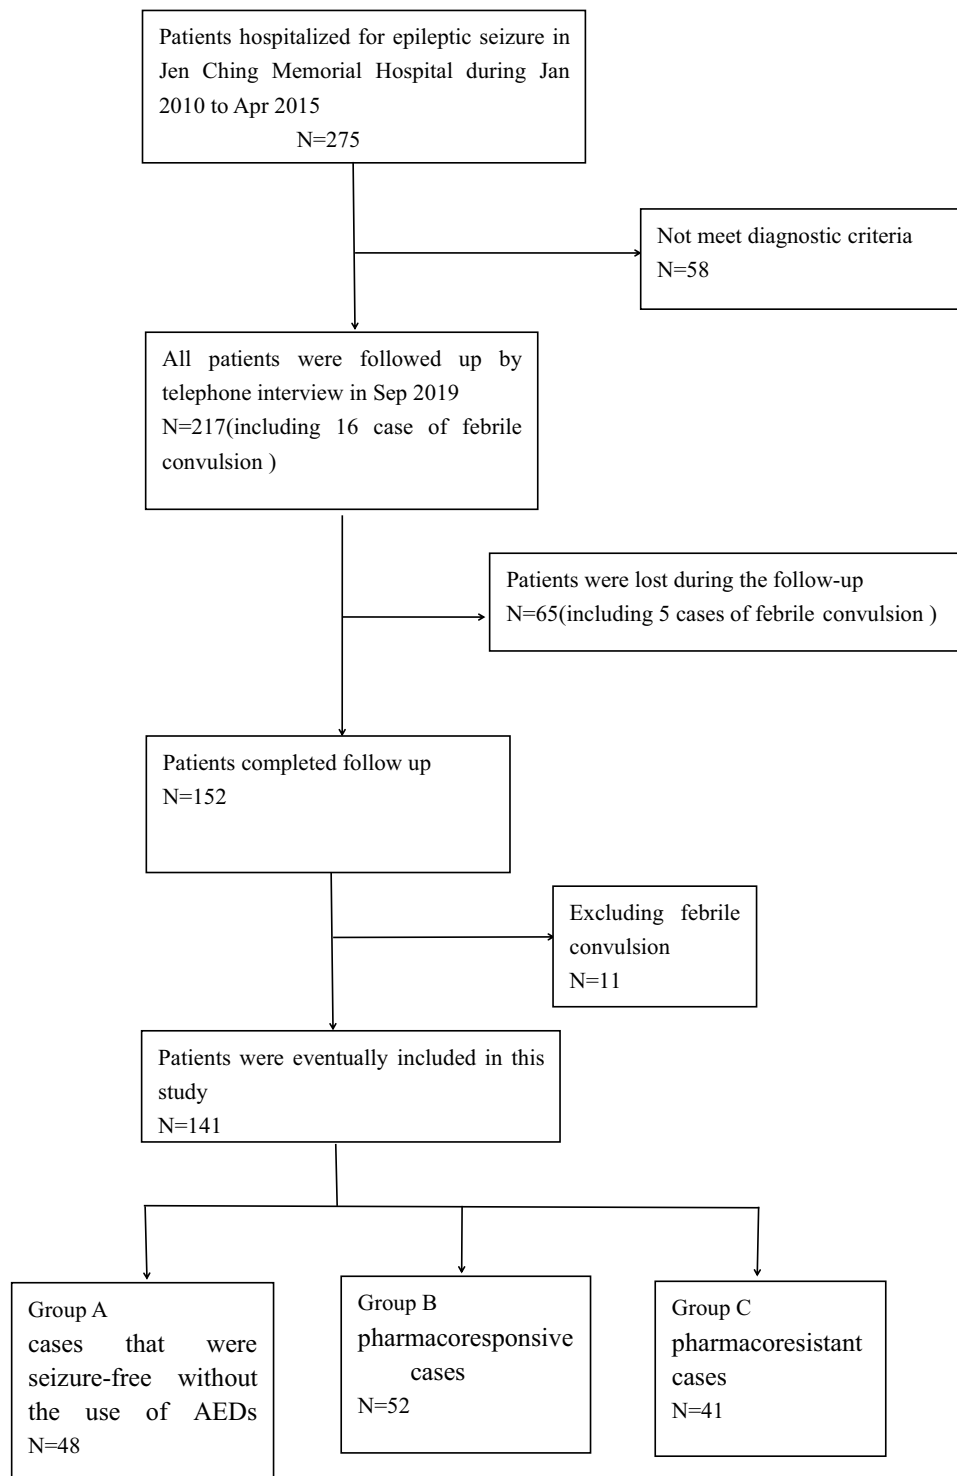 Patients hospitalized for epileptic seizure in
Jen Ching Memorial Hospital during Jan
2010 to Apr 2015
N=275
Not meet diagnostic criteria
N=58
All patients were followed up by
telephone interview in Sep 2019
N=217(including 16 case of febrile
convulsion )
Patients were lost during the follow-up
N=65(including 5 cases of febrile convulsion )
Patients completed follow up
N=152
Excluding febrile
convulsion
N=11
Patients were eventually included in this
study
N=141
Group A
cases that were
seizure-free without
the use of AEDs
N=48
Group B
pharmacoresponsive
cases
N=52
Group C
pharmacoresistant
cases
N=41